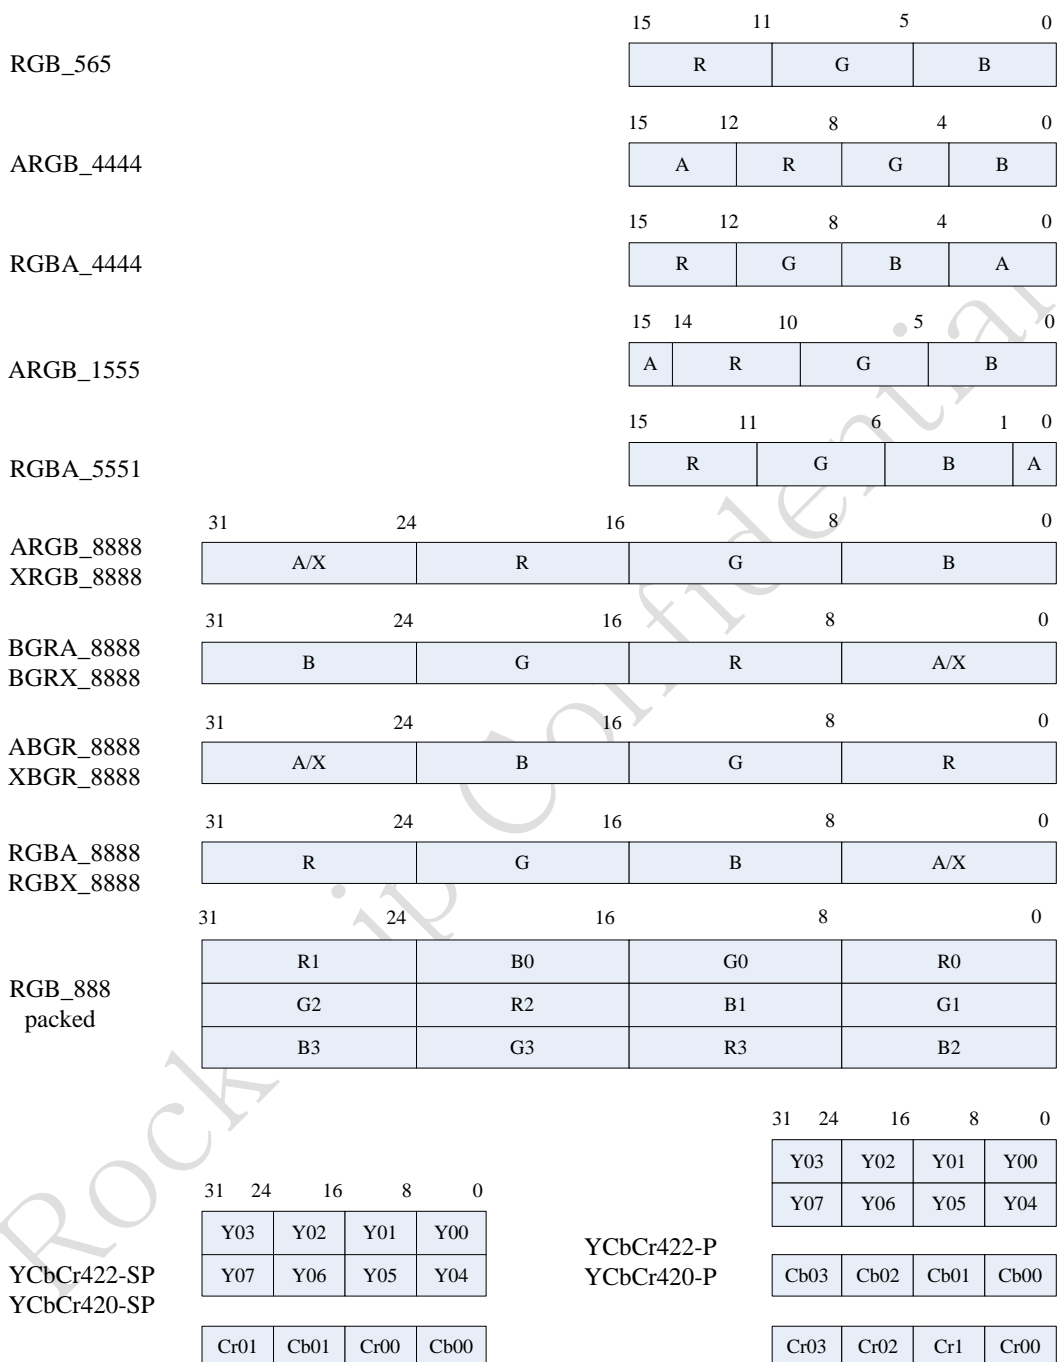 15 11 5 0
RGB_565 R G B
15 12 8 4 0
ARGB_4444 A R G B
15 12 8 4 0
RGBA_4444 R G B A
15 14 10 5 0
ARGB_1555 A R G B
15 11 6 1 0
RGBA_5551 R G B A
31 24 16 8 0
ARGB_8888
XRGB_8888
A/X R G B
31 24 16 8 0
BGRA_8888
BGRX_8888
B G R A/X
31 24 16 8 0
ABGR_8888
XBGR_8888
A/X B G R
31 24 16 8 0
RGBA_8888
RGBX_8888
R G B A/X
31 24 16 8 0
RGB_888
packed
R1 B0 G0 R0
G2 R2 B1 G1
B3 G3 R3 B2
31 24 16 8 0
YCbCr422-SP
YCbCr420-SP
Y03 Y02 Y01 Y00
Y07 Y06 Y05 Y04
Cr01 Cb01 Cr00 Cb00
31 24 16 8 0
YCbCr422-P
YCbCr420-P
Y03 Y02 Y01 Y00
Y07 Y06 Y05 Y04
Cb03 Cb02 Cb01 Cb00
Cr03 Cr02 Cr1 Cr00
Confidential